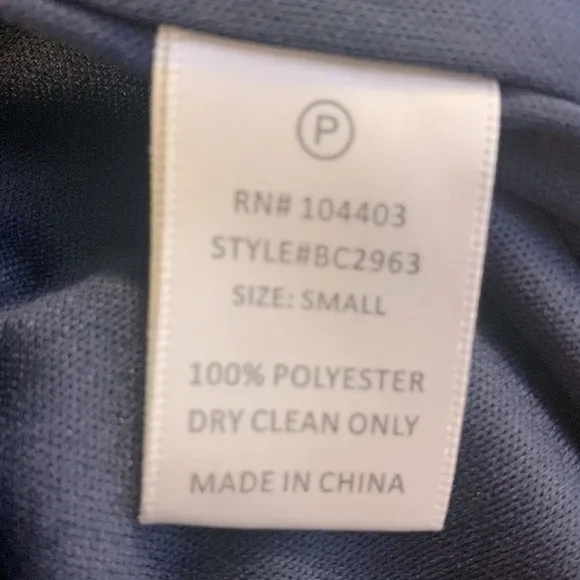 P
RN# 104403
STYLE#BC2963
SIZE: SMALL
100% POLYESTER
DRY CLEAN ONLY
MADE IN CHINA